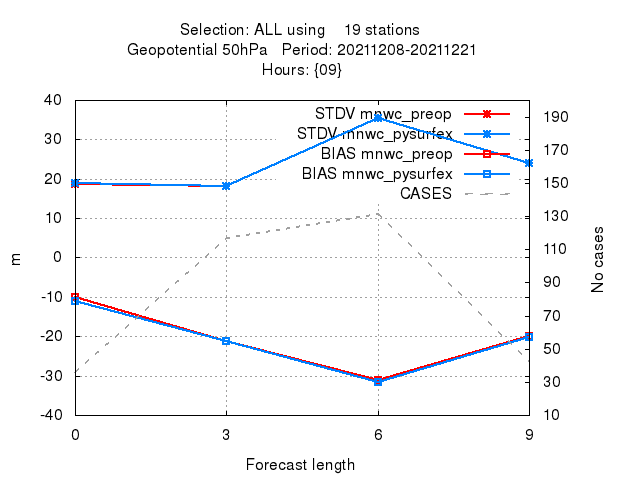 Selection: ALL using 19 stations
Geopotential 50hPa Period: 20211208-20211221
Hours: {09}
STDV mnwc_preop
STDV mnwc_pysurfex
BIAS mnwc_preop
BIAS mnwc_pysurfex
CASES
40
30
20
10
0
-10
-20
-30
-40
m
190
170
150
130
110
90
70
50
30
10
No cases
0 3 6 9
Forecast length